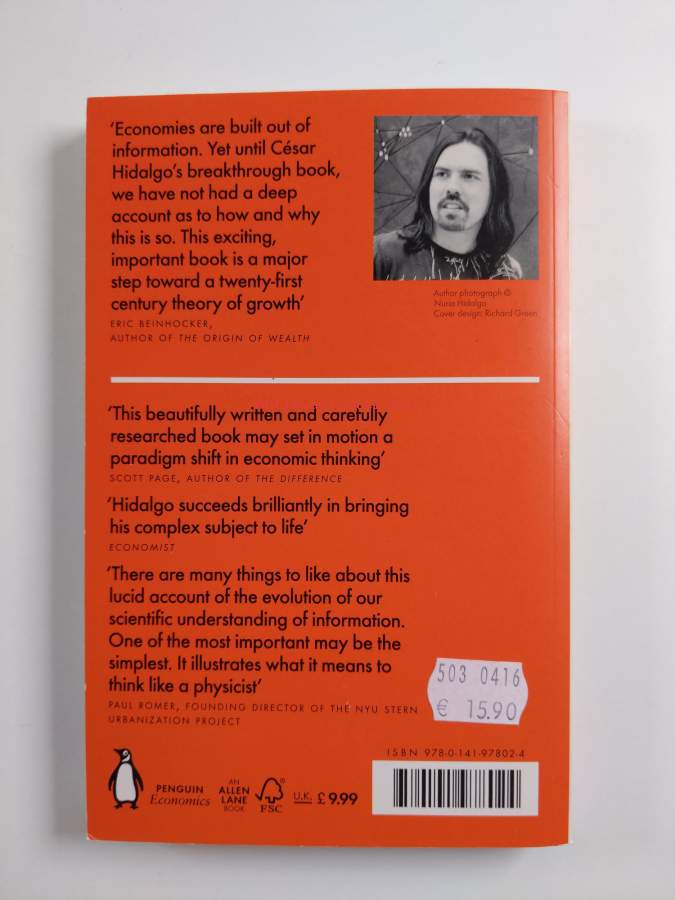 ‘Economies are built out of
information. Yet until César
Hidalgo’s breakthrough book,
we have not had a deep
account as to how and why
this is so. This exciting,
important book is a major
step toward a twenty-first
century theory of growth’
ERIC BEINHOCKER,
AUTHOR OF THE ORIGIN OF WEALTH
Author photograph ©
Nuria Hidalgo
Cover design: Richard Green
‘This beautifully written and carefully
researched book may set in motion a
paradigm shift in economic thinking’
SCOTT PAGE, AUTHOR OF THE DIFFERENCE
‘Hidalgo succeeds brilliantly in bringing
his complex subject to life’
ECONOMIST
‘There are many things to like about this
lucid account of the evolution of our
scientific understanding of information.
One of the most important may be the
simplest. It illustrates what it means to
think like a physicist’
PAUL ROMER, FOUNDING DIRECTOR OF THE NYU STERN
URBANIZATION PROJECT
503 0416
€ 15.90
ISBN 978-0-141-97802-4
PENGUIN
Economics
AN
ALLEN
LANE
BOOK
FSC
U.K. £9.99